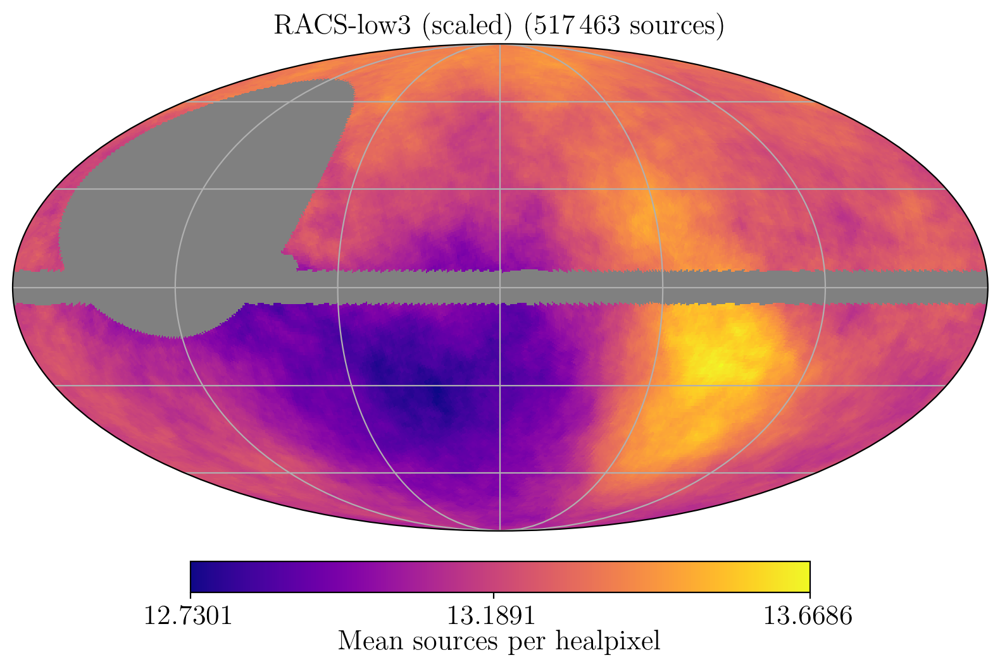 RACS-low3 (scaled) (517 463 sources)
12.7301 13.1891 13.6686
Mean sources per healpixel